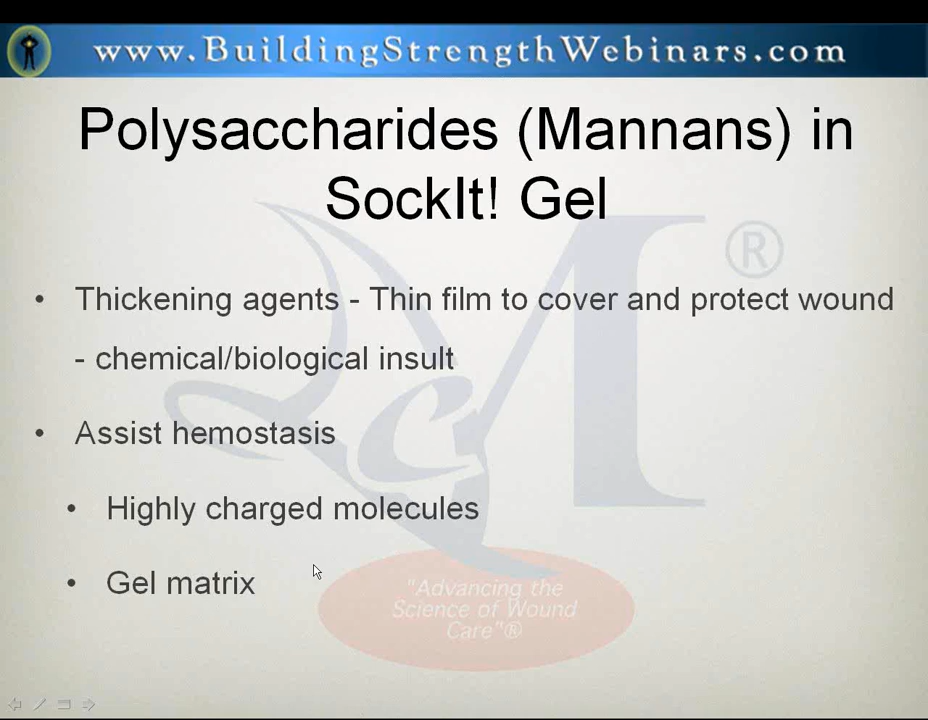 www.BuildingStrengthWebinars.com
Polysaccharides (Mannans) in
SockIt! Gel
• Thickening agents - Thin film to cover and protect wound
- chemical/biological insult
• Assist hemostasis
• Highly charged molecules
• Gel matrix
®
"Advancing the
Science of Wound
Care"®